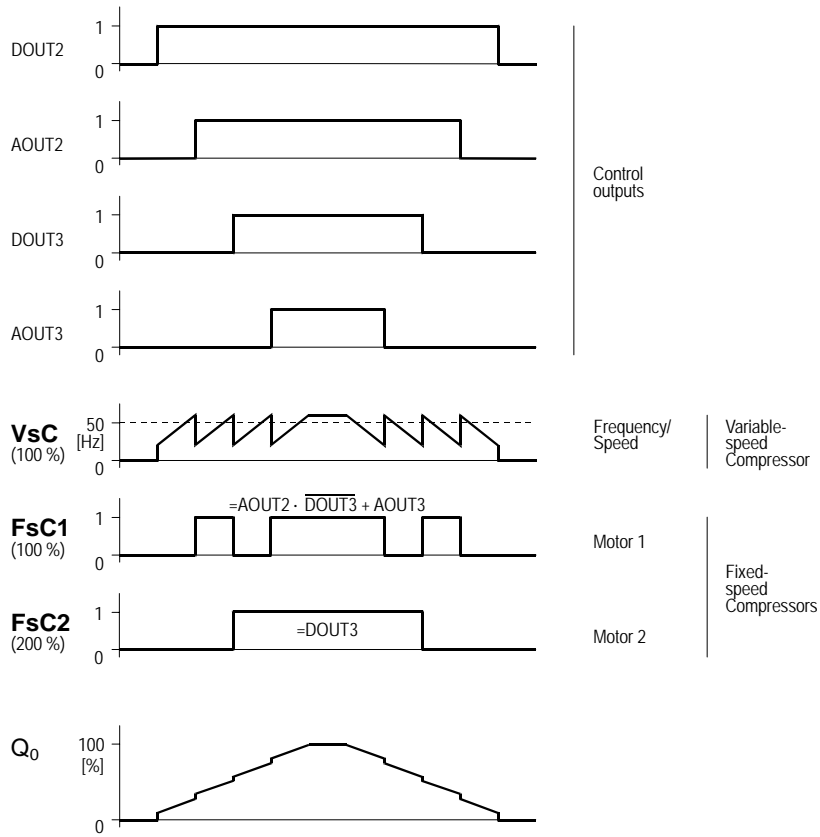 1
DOUT2
0
1
AOUT2
0
Control
outputs
1
DOUT3
0
1
AOUT3
0
VsC
(100 %)
50
[Hz]
0
Frequency/
Speed
Variable-
speed
Compressor
=AOUT2 · D̅O̅U̅T̅3̅ + AOUT3
FsC1
(100 %)
1
0
Motor 1
Fixed-
speed
Compressors
FsC2
(200 %)
1
=DOUT3
0
Motor 2
Q₀
100
[%]
0